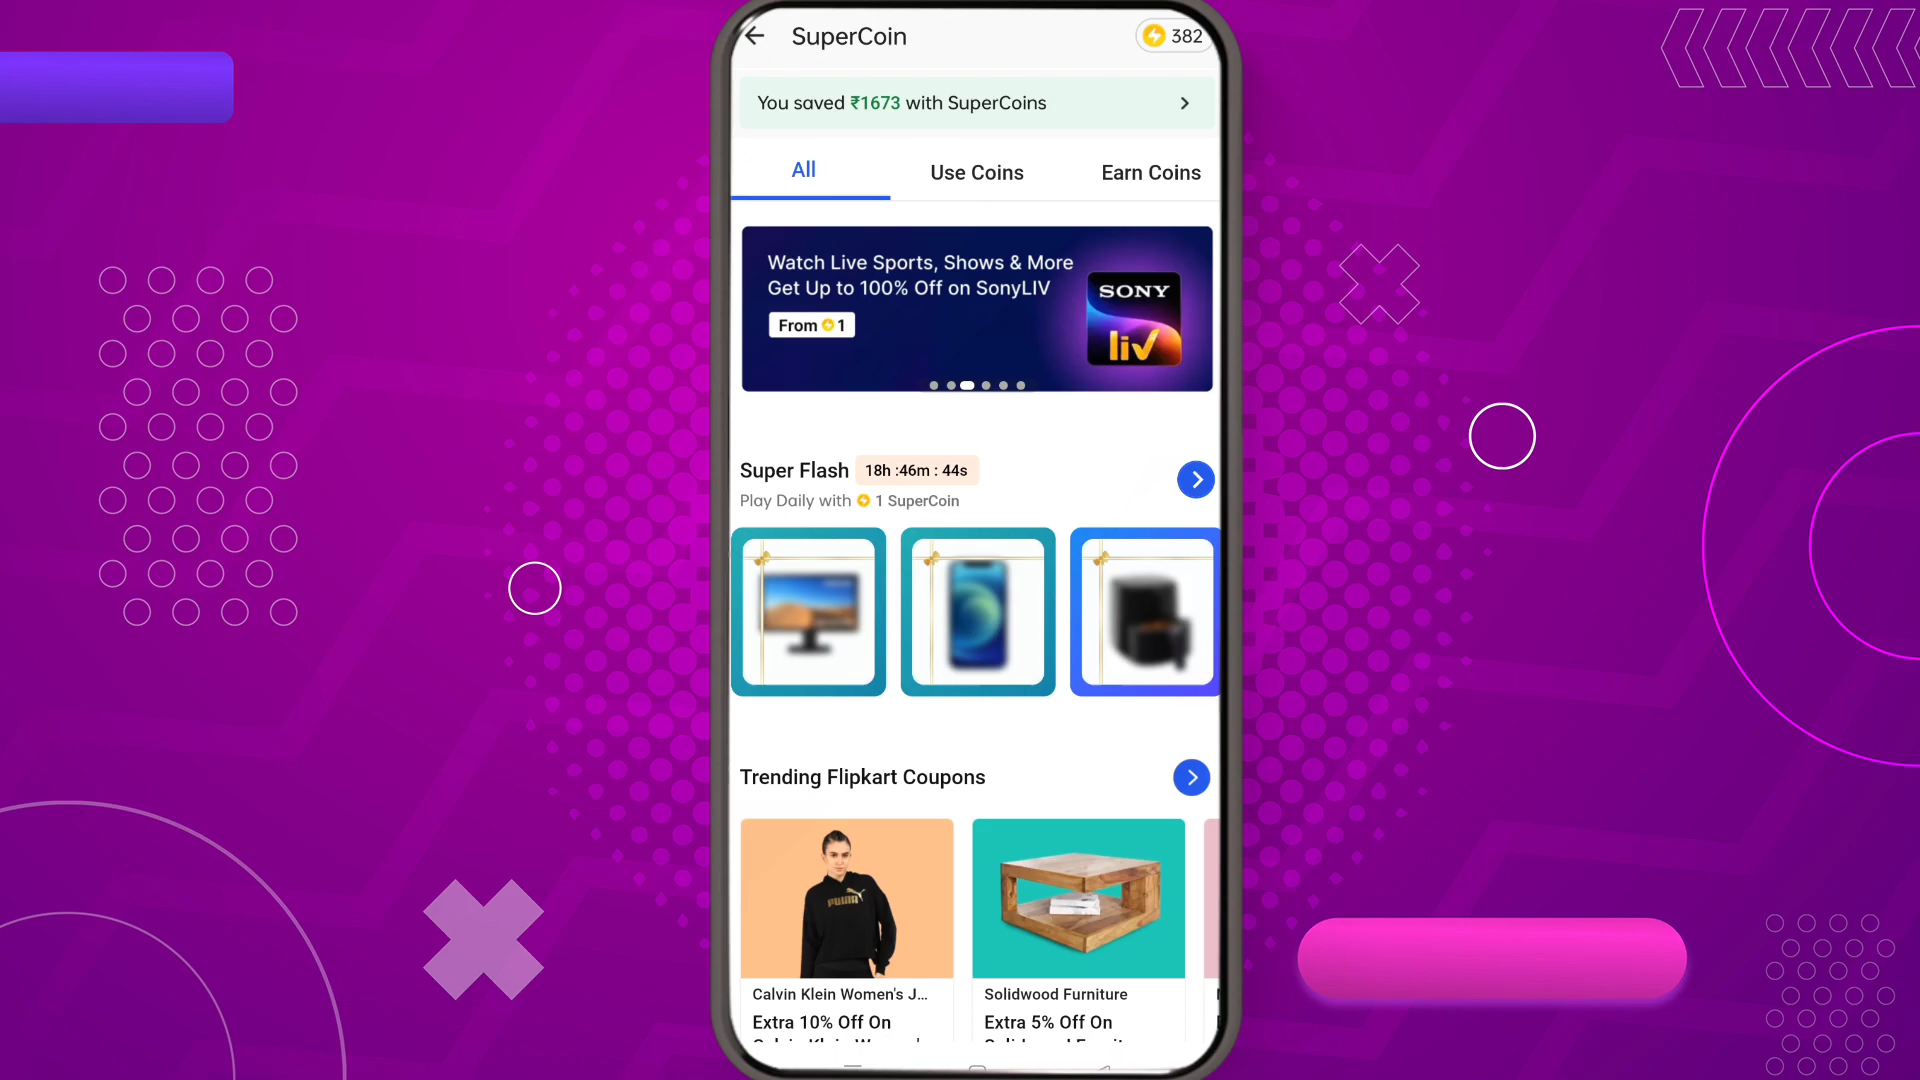 SuperCoin
382
You saved ₹1673 with SuperCoins
All
Use Coins
Earn Coins
Watch Live Sports, Shows & More
Get Up to 100% Off on SonyLIV
From 1
SONY
liv
Super Flash 18h :46m : 44s
Play Daily with 1 SuperCoin
Trending Flipkart Coupons
PUMA
Calvin Klein Women's J...
Extra 10% Off On
Solidwood Furniture
Extra 5% Off On